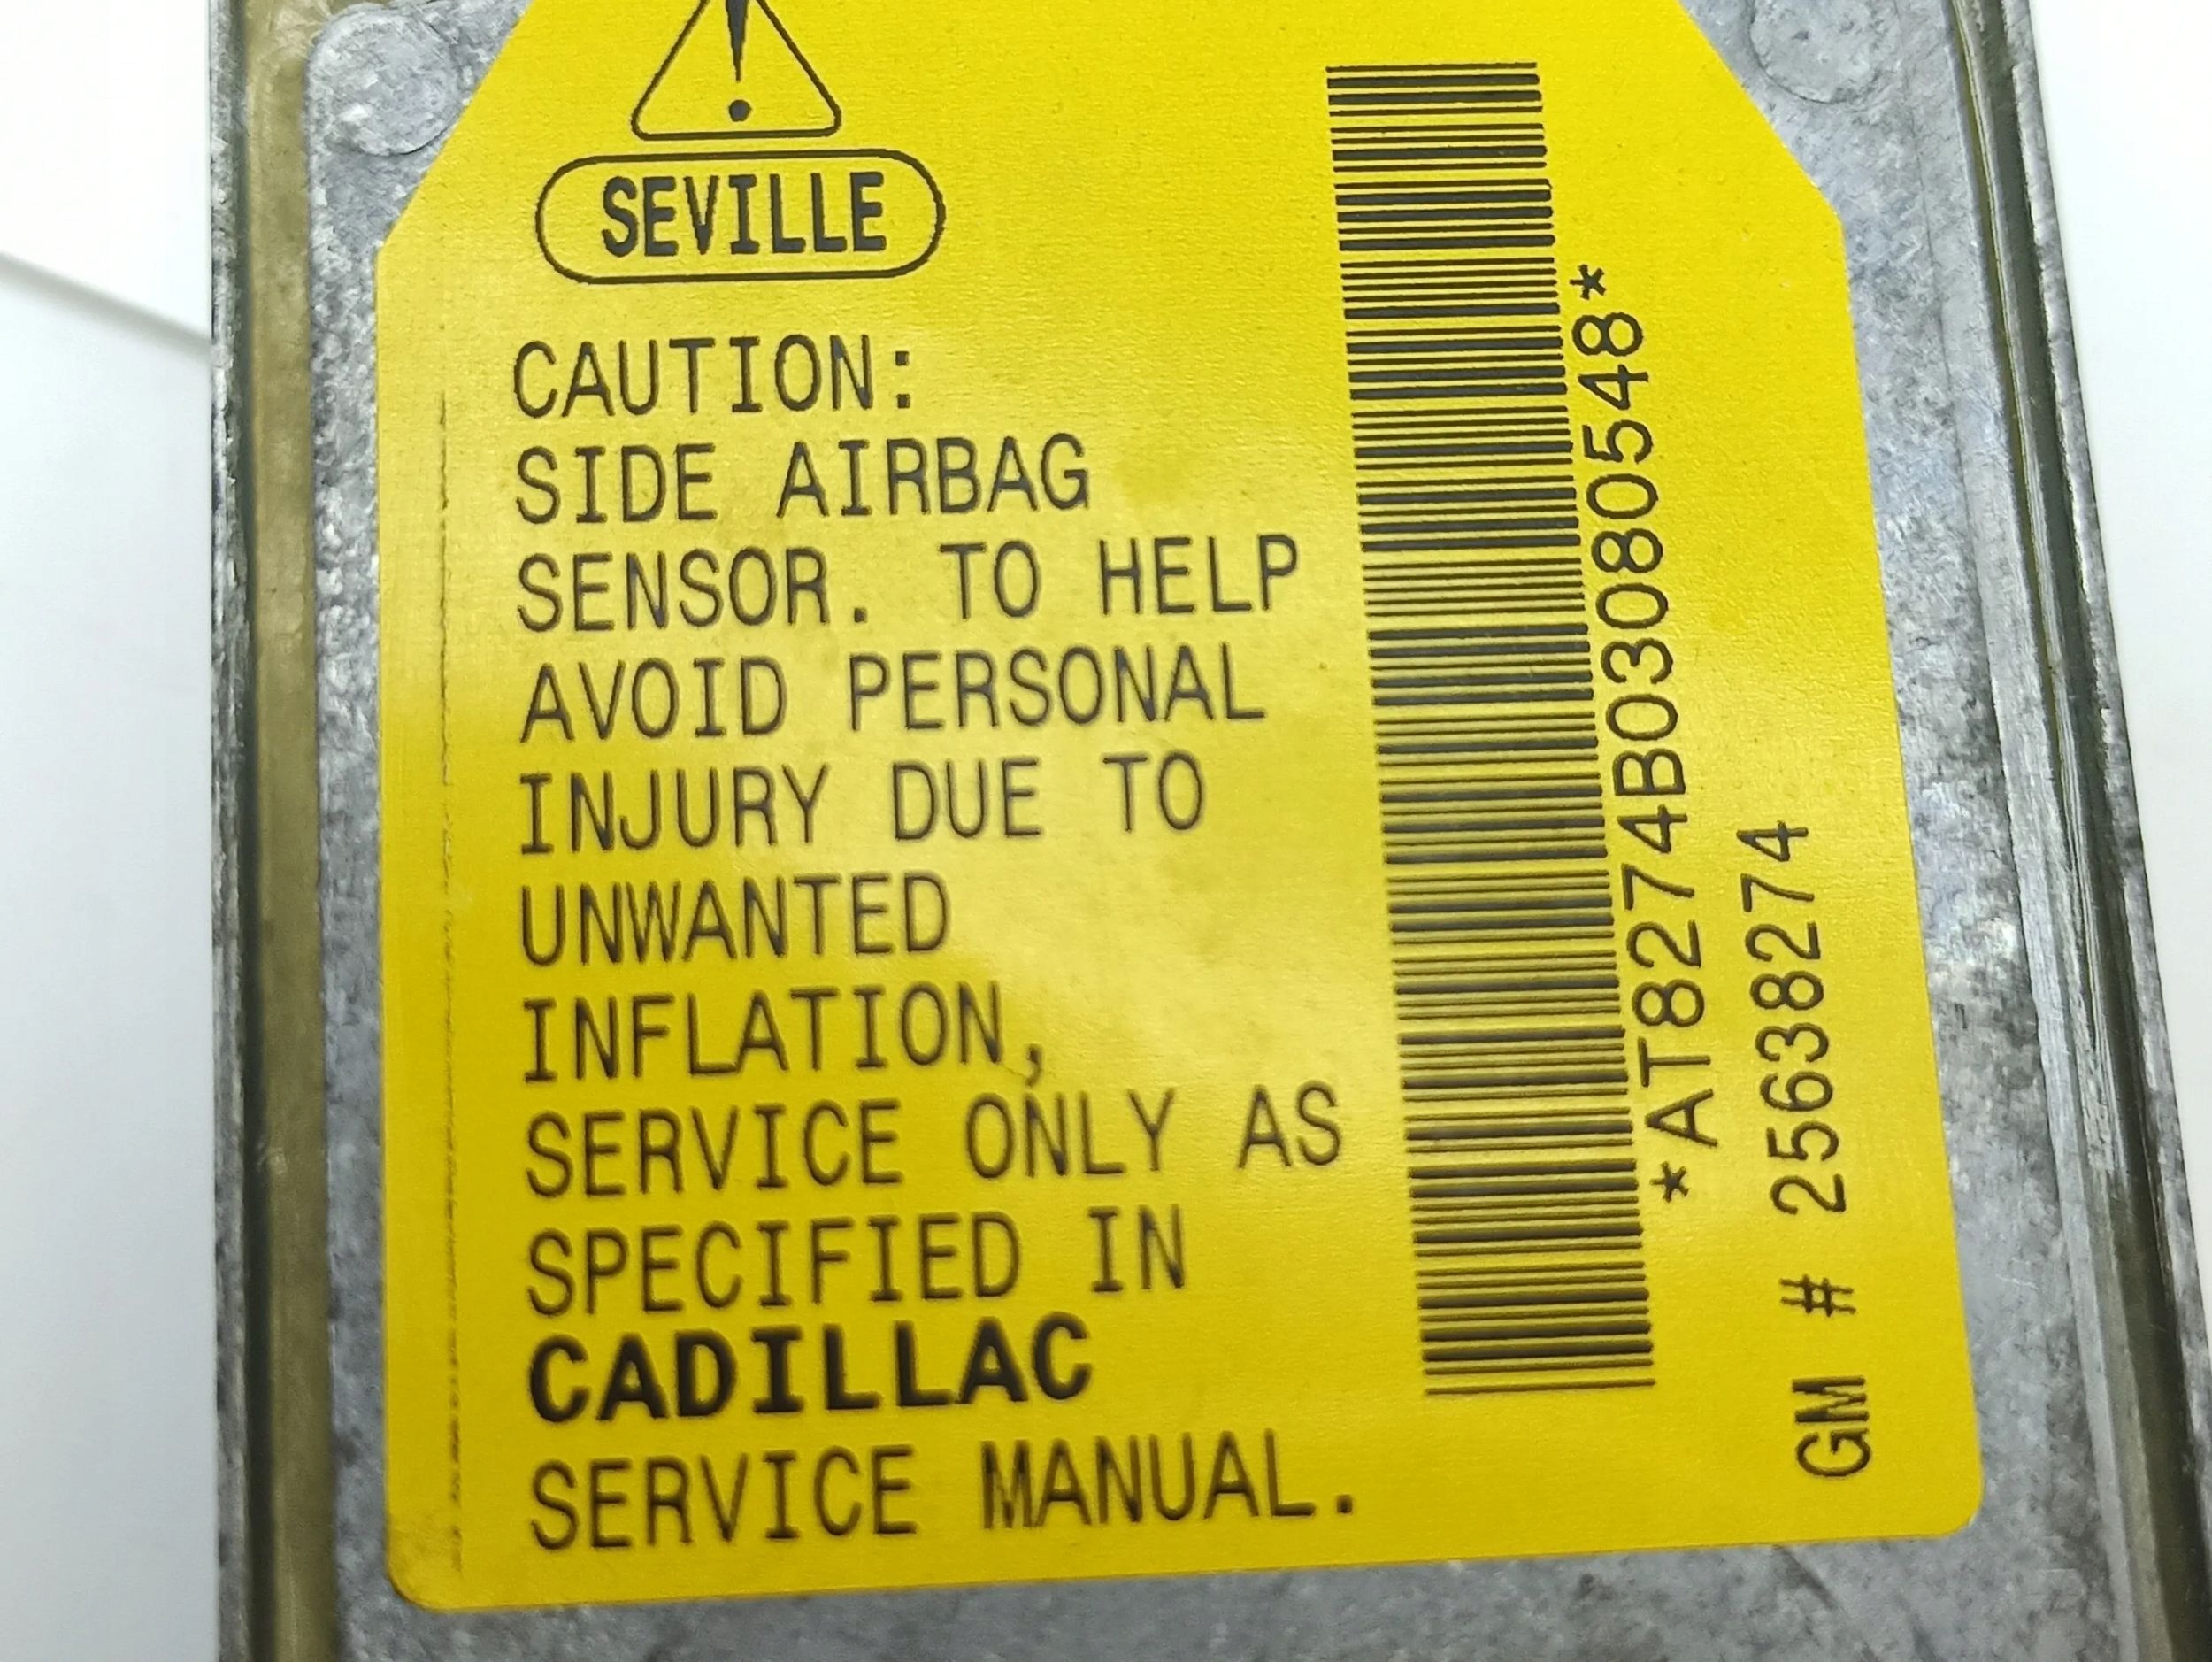 SEVILLE
CAUTION:
SIDE AIRBAG
SENSOR. TO HELP
AVOID PERSONAL
INJURY DUE TO
UNWANTED
INFLATION,
SERVICE ONLY AS
SPECIFIED IN
CADILLAC
SERVICE MANUAL.
*AT8274B03080548*
GM # 25638274